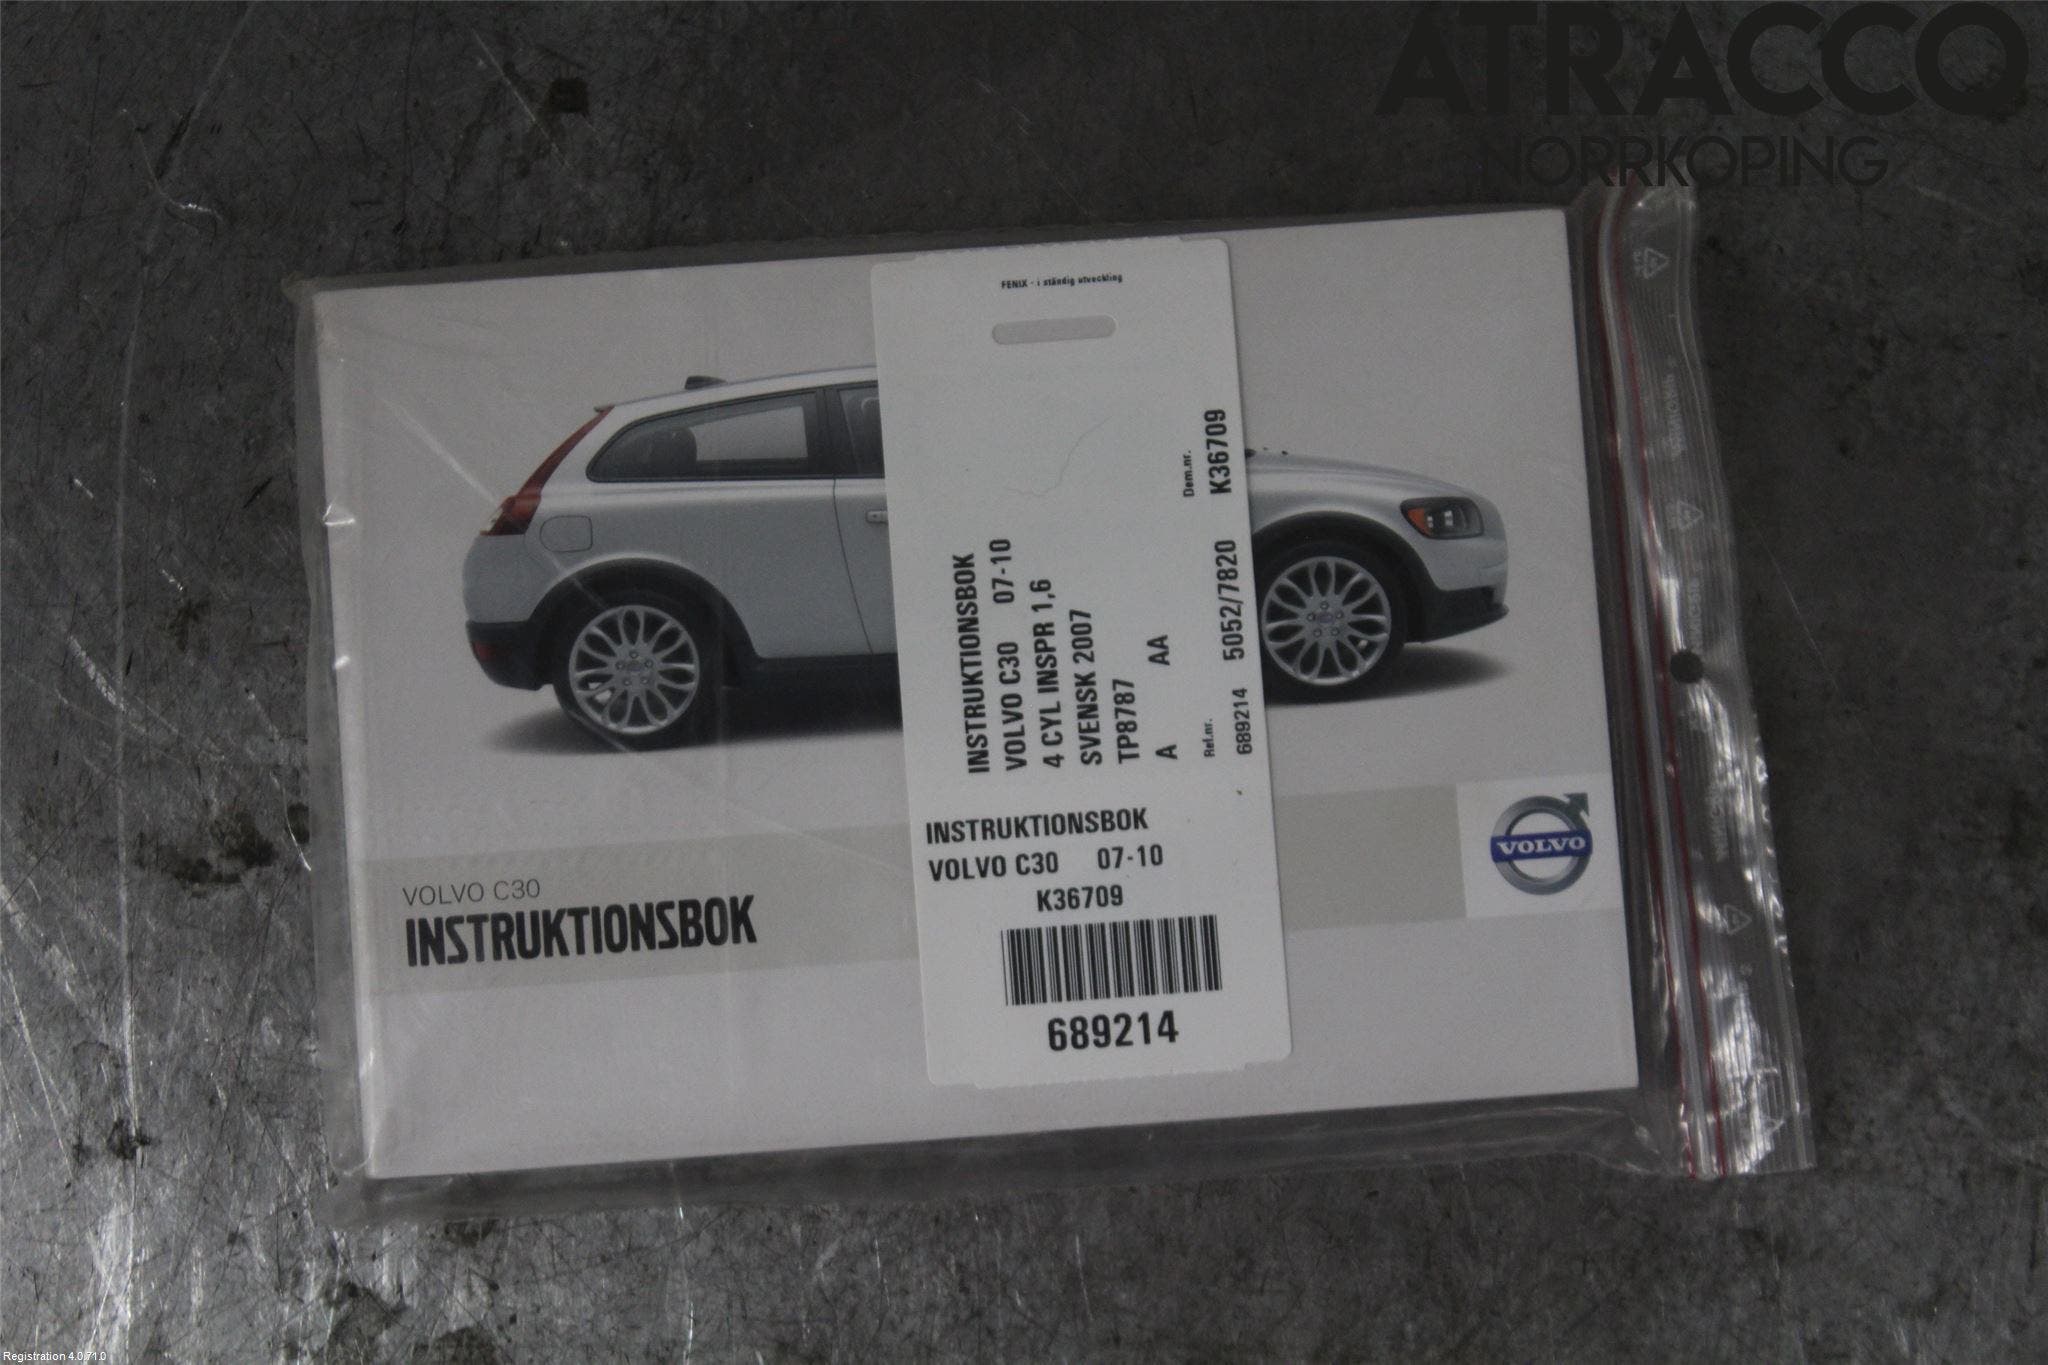 ATRACCO
NORRKÖPING
FENIX - i ständig utveckling
INSTRUKTIONSBOK
VOLVO C30 07-10
4 CYL INSPR 1,6
SVENSK 2007
TP8787
A AA
Dem.nr.
K36709
Ref.nr.
689214 5052/7820
INSTRUKTIONSBOK
VOLVO C30 07-10
K36709
689214
VOLVO C30
INSTRUKTIONSBOK
VOLVO
Registration 4.0.71.0